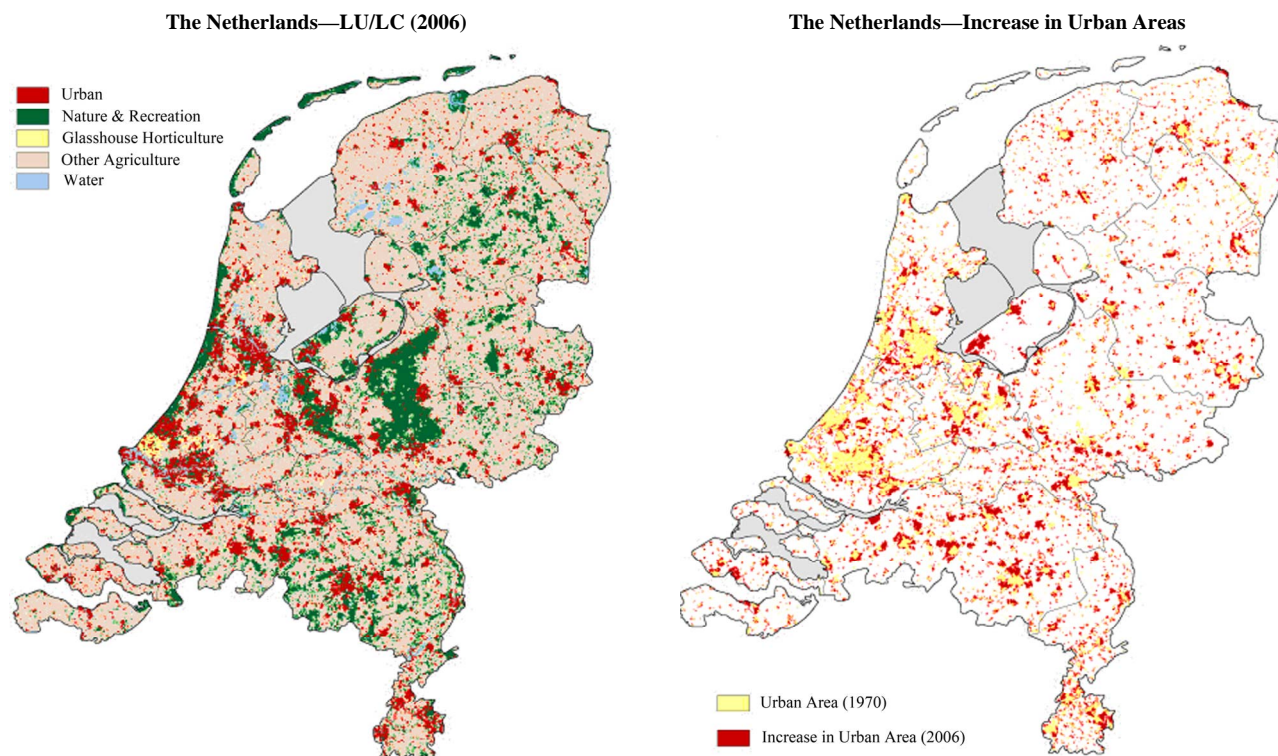 The Netherlands—LU/LC (2006)
Urban
Nature & Recreation
Glasshouse Horticulture
Other Agriculture
Water
The Netherlands—Increase in Urban Areas
Urban Area (1970)
Increase in Urban Area (2006)